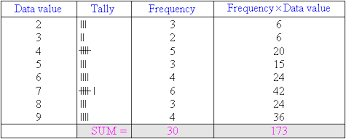 Data value Tally Frequency Frequency×Data value
2 3 6
3 2 6
4 5 20
5 3 15
6 4 24
7 6 42
8 3 24
9 4 36
SUM = 30 173